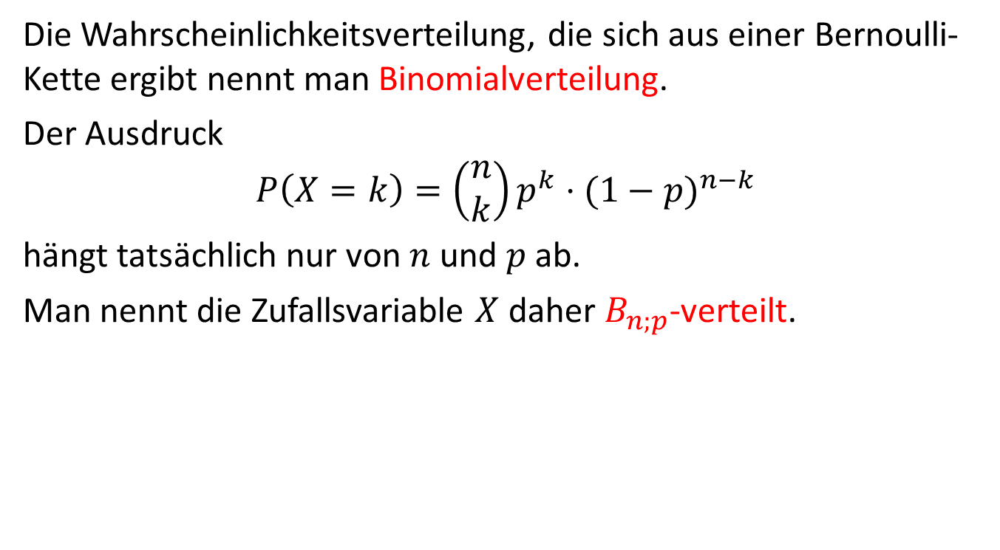 Die Wahrscheinlichkeitsverteilung, die sich aus einer Bernoulli-
Kette ergibt nennt man Binomialverteilung.
Der Ausdruck
$P(X = k) = \binom{n}{k} p^k \cdot (1 - p)^{n-k}$
hängt tatsächlich nur von $n$ und $p$ ab.
Man nennt die Zufallsvariable $X$ daher $B_{n;p}$-verteilt.